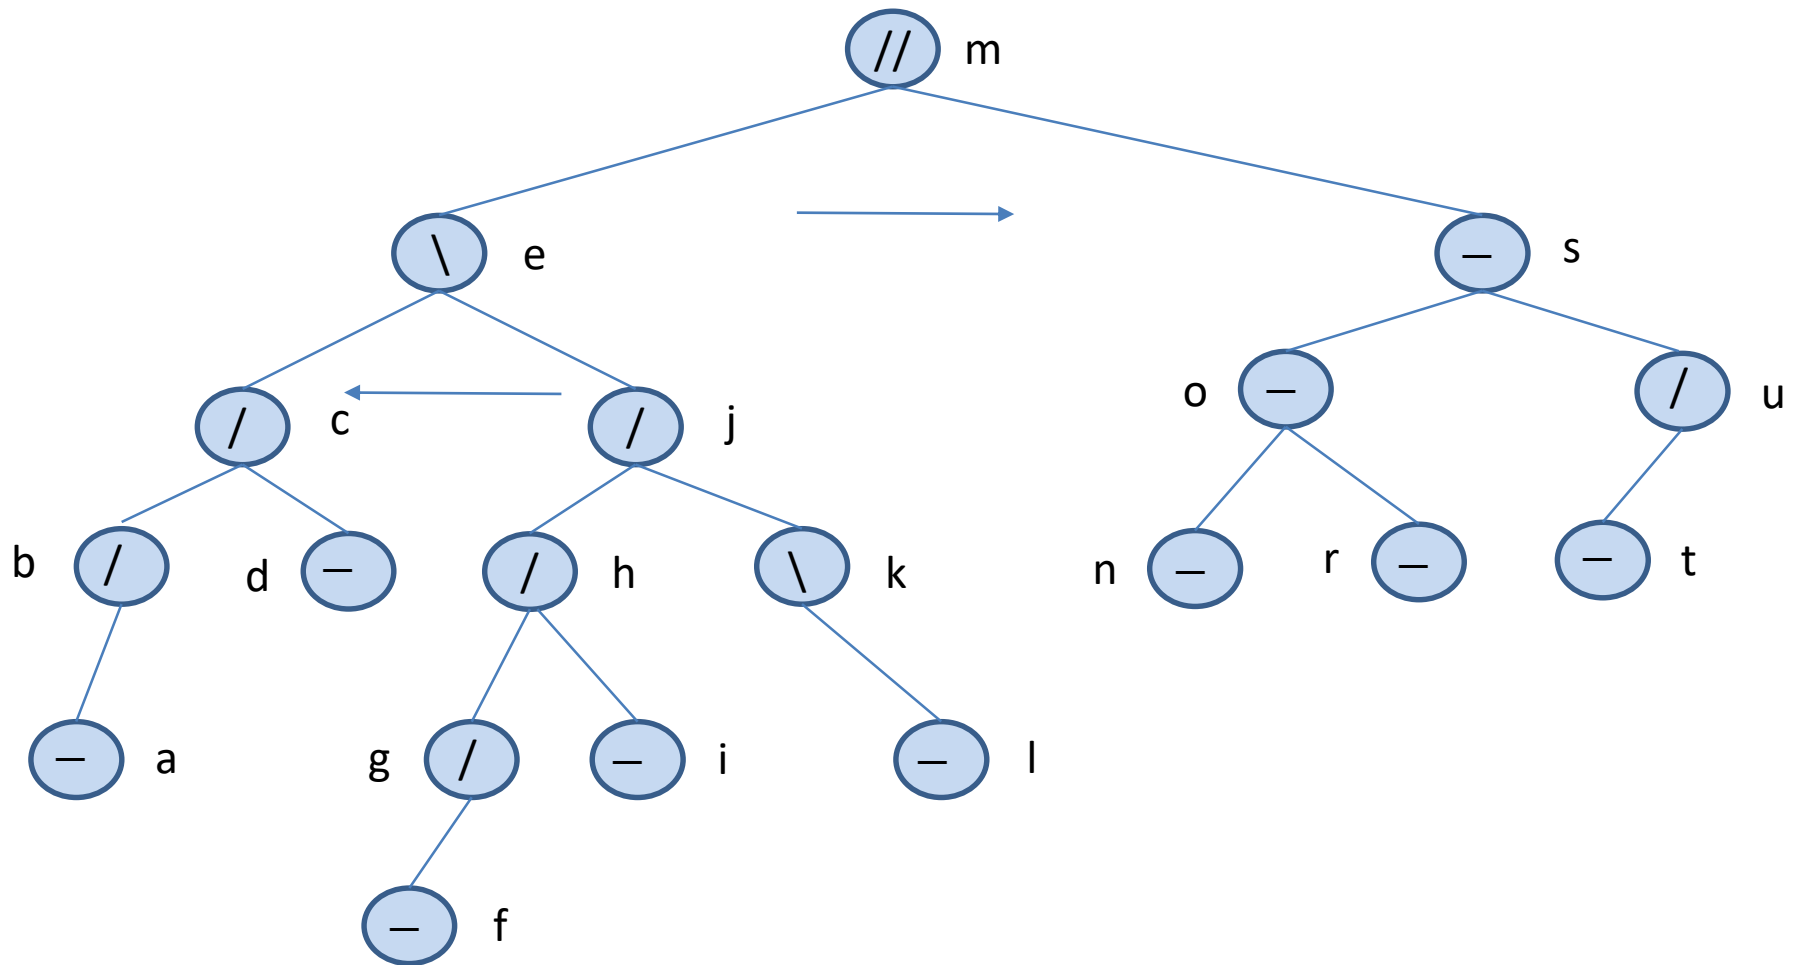 // m
\ e — s
/ c / j o — / u
b / d — / h \ k n — r — — t
— a g / — i — l
— f